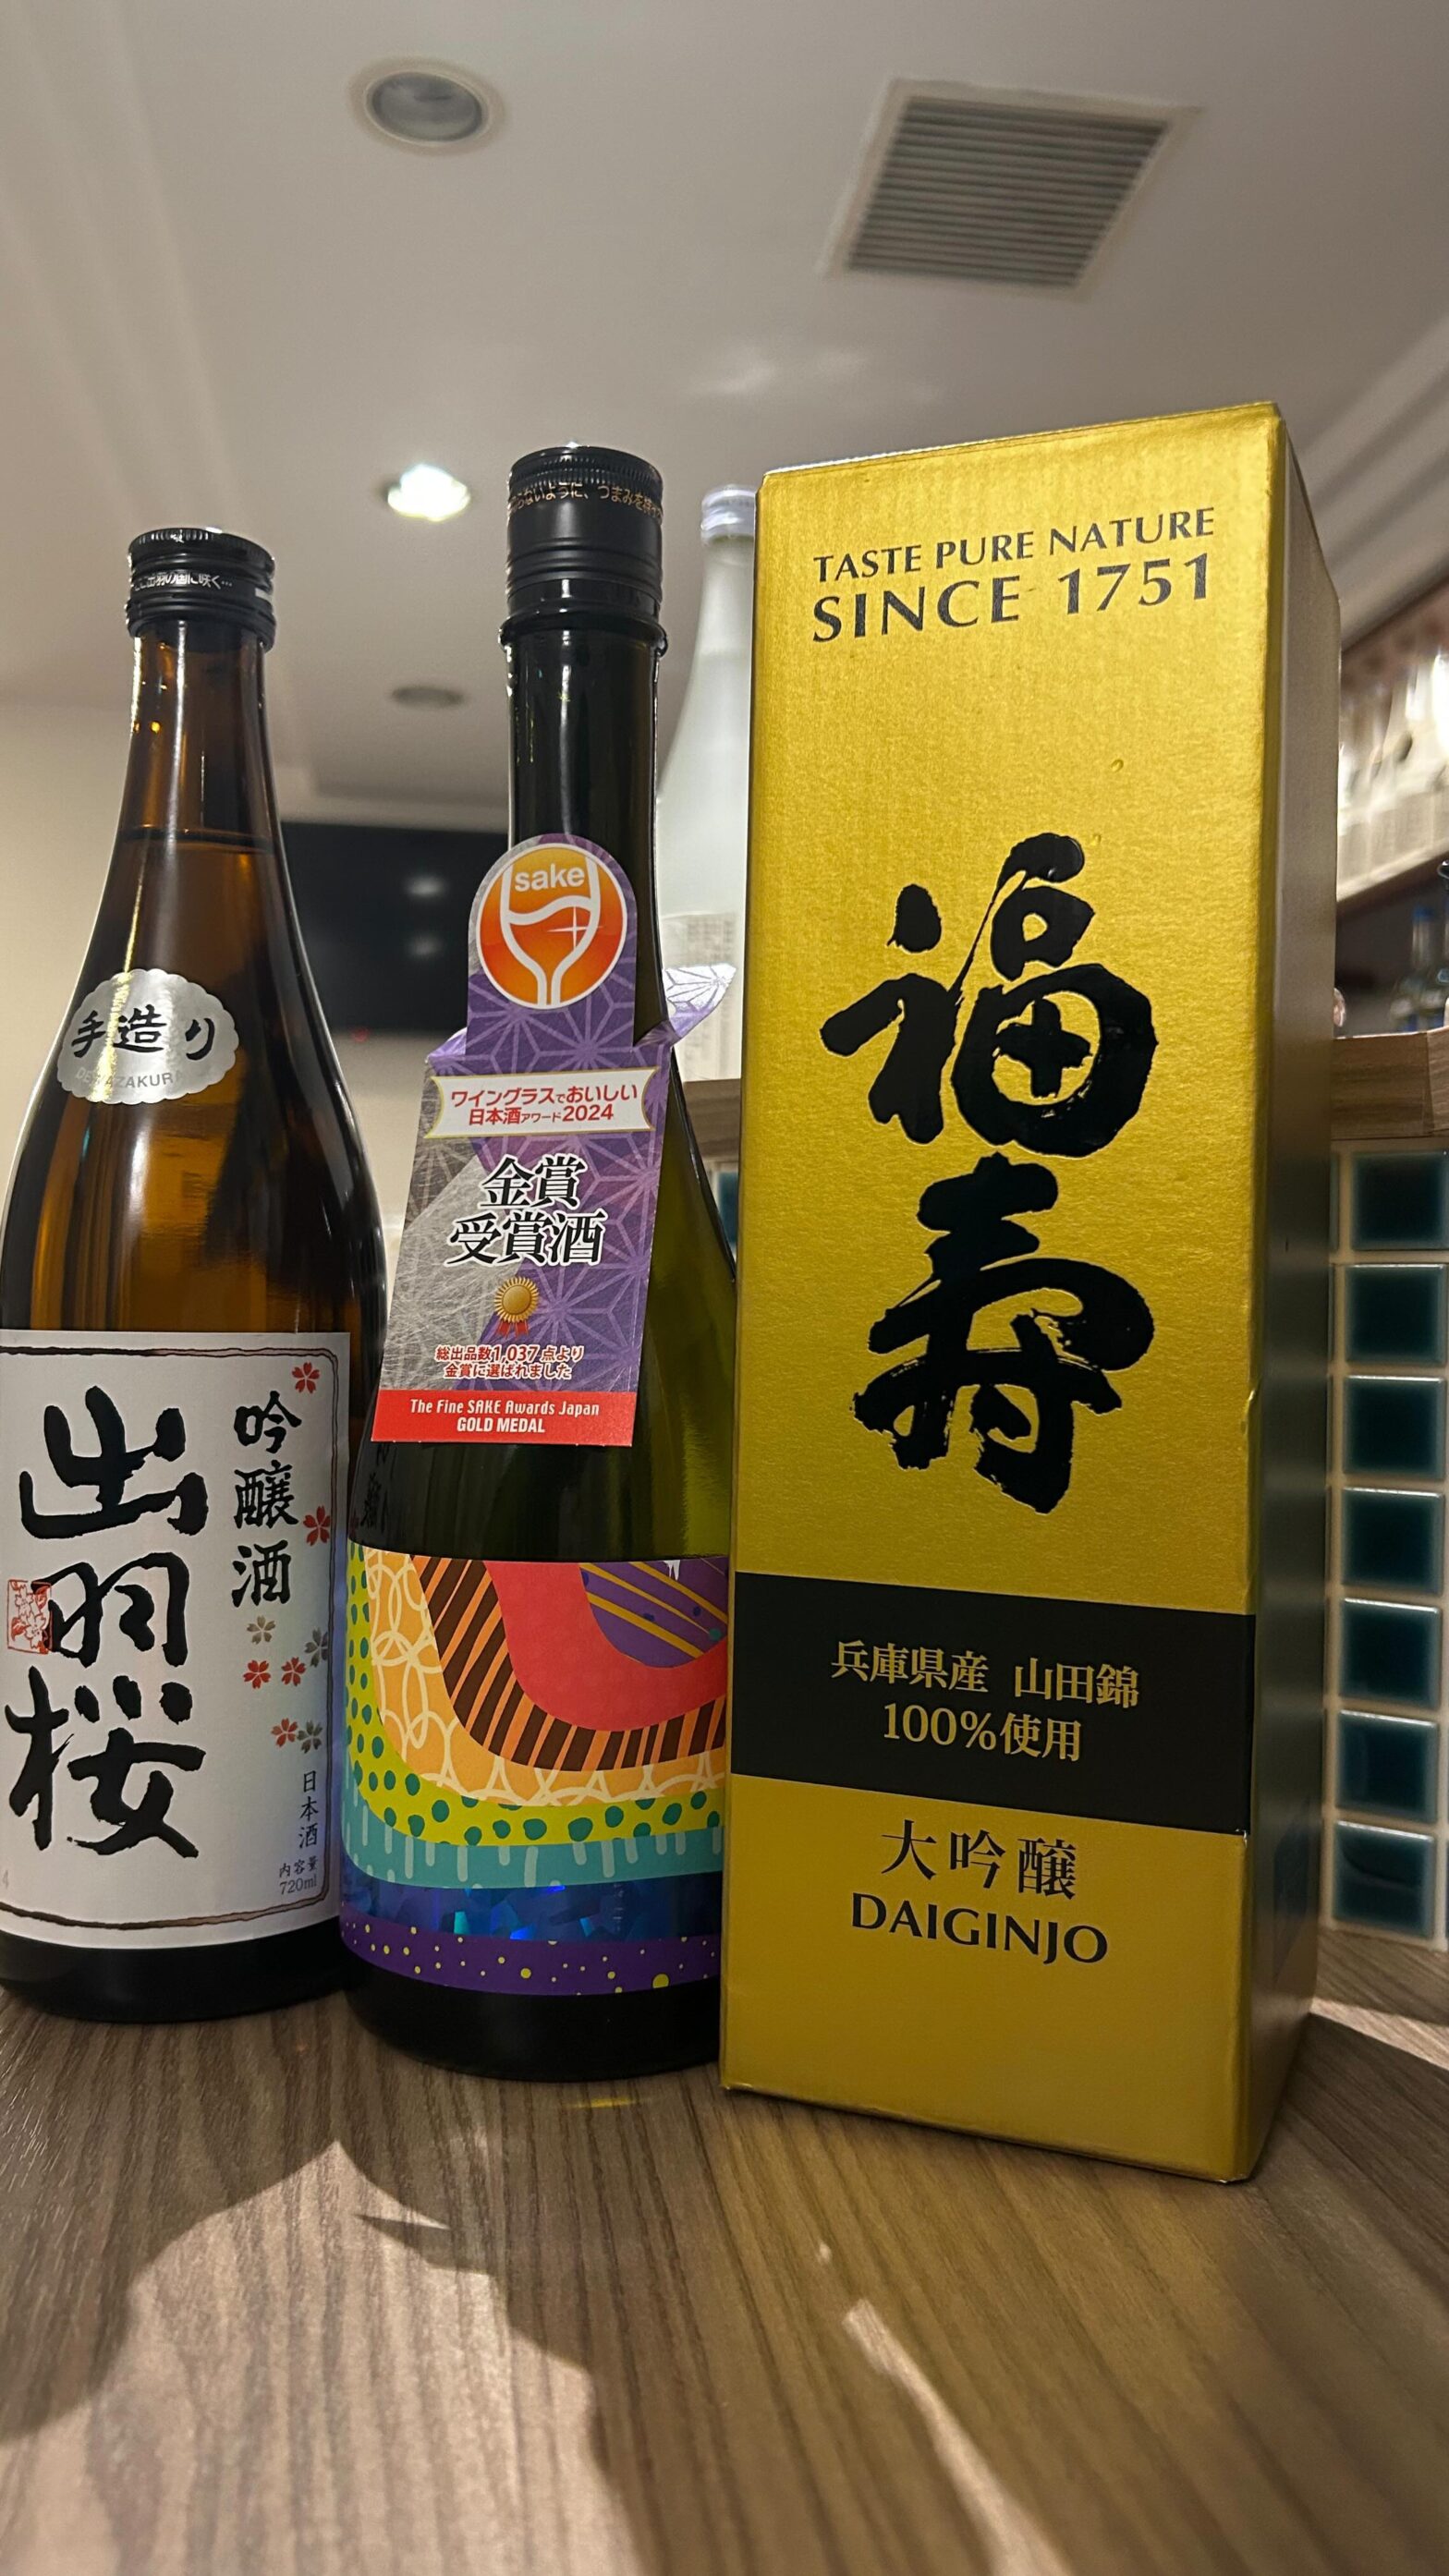 手造り
吟醸酒
出羽桜
日本酒
内容量
720ml
sake
ワイングラスでおいしい
日本酒アワード2024
金賞
受賞酒
総出品数1,037点より
金賞に選ばれました
The Fine SAKE Awards Japan
GOLD MEDAL
TASTE PURE NATURE
SINCE 1751
福寿
兵庫県産 山田錦
100%使用
大吟醸
DAIGINJO